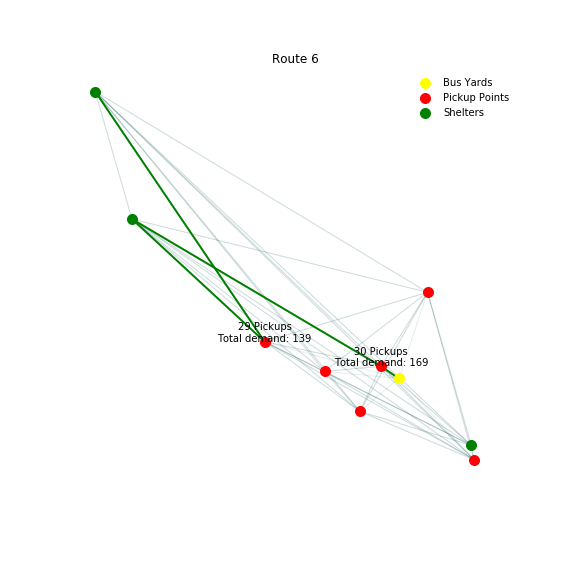 Route 6
Bus Yards
Pickup Points
Shelters
29 Pickups
Total demand: 139
30 Pickups
Total demand: 169